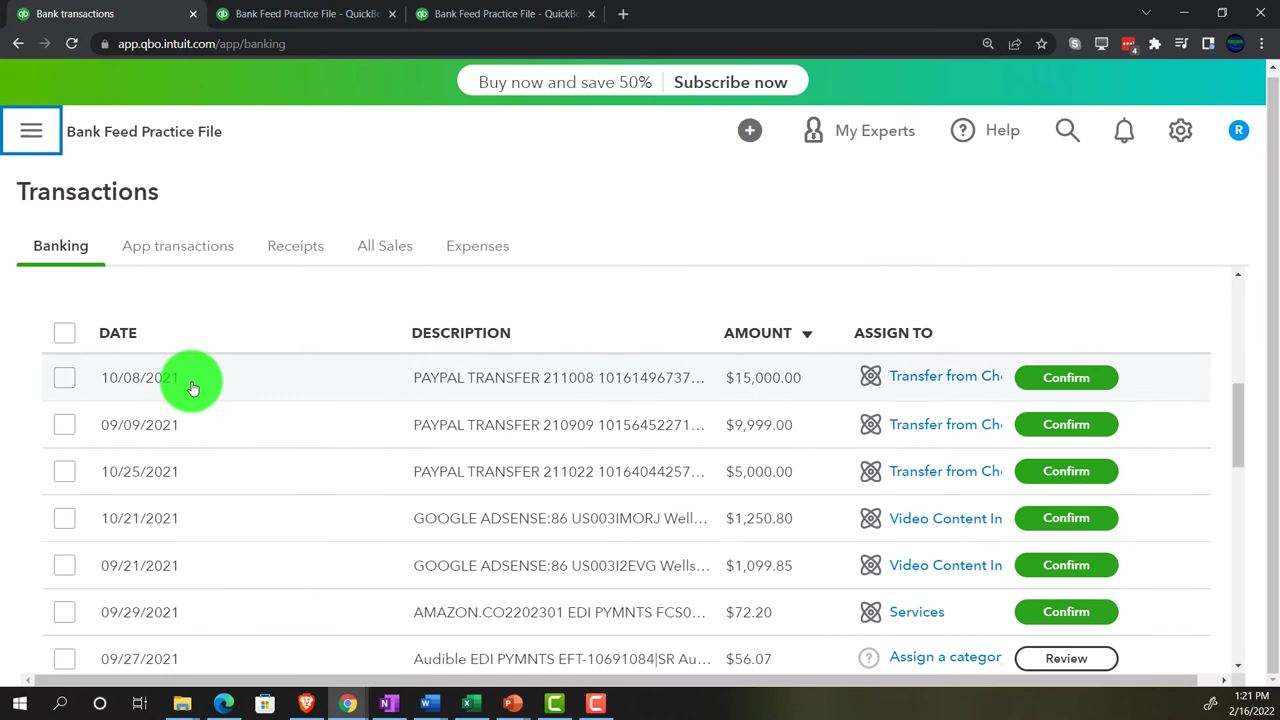 Bank transactions
Bank Feed Practice File - QuickBo
Bank Feed Practice File - QuickBo
app.qbo.intuit.com/app/banking
4
Buy now and save 50% Subscribe now
Bank Feed Practice File
My Experts
Help
R
Transactions
Banking App transactions Receipts All Sales Expenses
DATE DESCRIPTION AMOUNT ASSIGN TO
10/08/2021 PAYPAL TRANSFER 211008 10161496737... $15,000.00 Transfer from Che Confirm
09/09/2021 PAYPAL TRANSFER 210909 10156452271... $9,999.00 Transfer from Che Confirm
10/25/2021 PAYPAL TRANSFER 211022 10164044257... $5,000.00 Transfer from Che Confirm
10/21/2021 GOOGLE ADSENSE:86 US003IMORJ Well... $1,250.80 Video Content In Confirm
09/21/2021 GOOGLE ADSENSE:86 US003I2EVG Wells... $1,099.85 Video Content In Confirm
09/29/2021 AMAZON.CO2202301 EDI PYMNTS FCS0... $72.20 Services Confirm
09/27/2021 Audible EDI PYMNTS EFT-10691084|SR Au... $56.07 Assign a categor Review
1:21 PM
2/16/2022